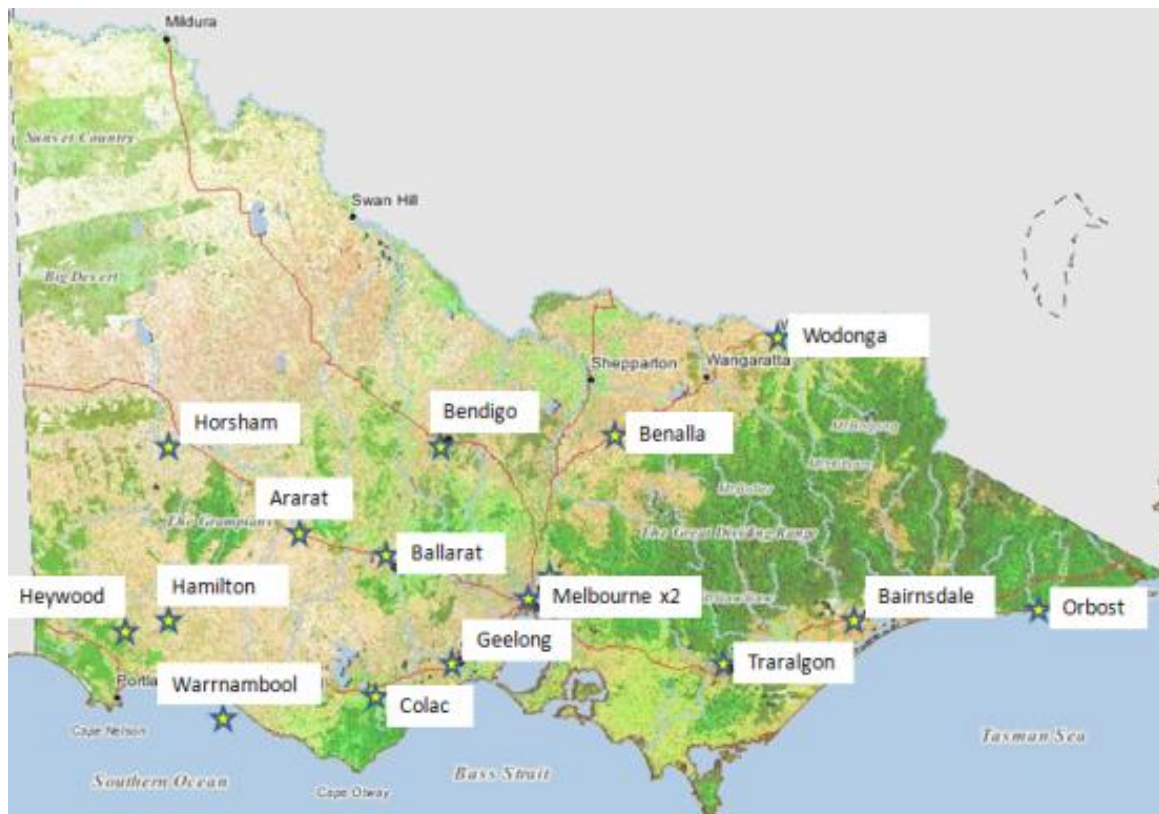 Mildura
Sunset Country
Swan Hill
Big Desert
Wodonga
Shepparton
Wangaratta
Bendigo
Horsham
Benalla
Ararat
The Grampians
The Great Dividing Range
Ballarat
Hamilton
Heywood
Melbourne x2
Bairnsdale
Orbost
Geelong
Traralgon
Warrnambool
Colac
Cape Nelson
Tasman Sea
Southern Ocean
Bass Strait
Cape Otway